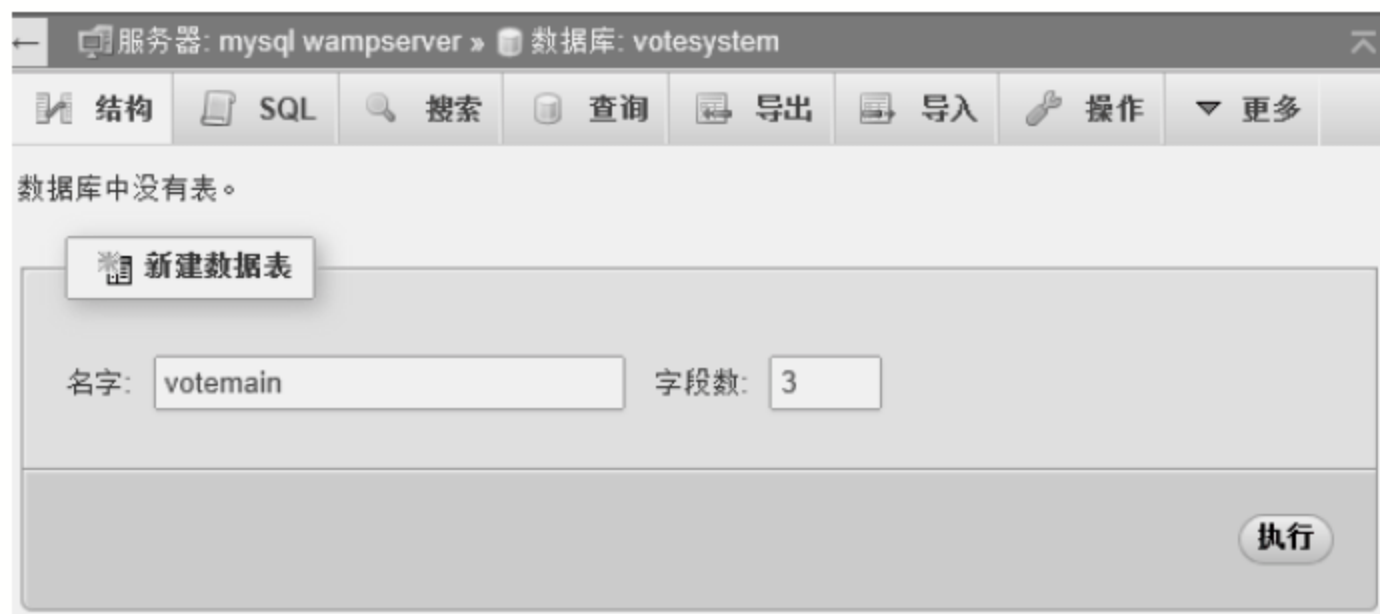 ← 服务器: mysql wampserver » 数据库: votesystem
结构 SQL 搜索 查询 导出 导入 操作 更多
数据库中没有表。
新建数据表
名字: votemain 字段数: 3
执行